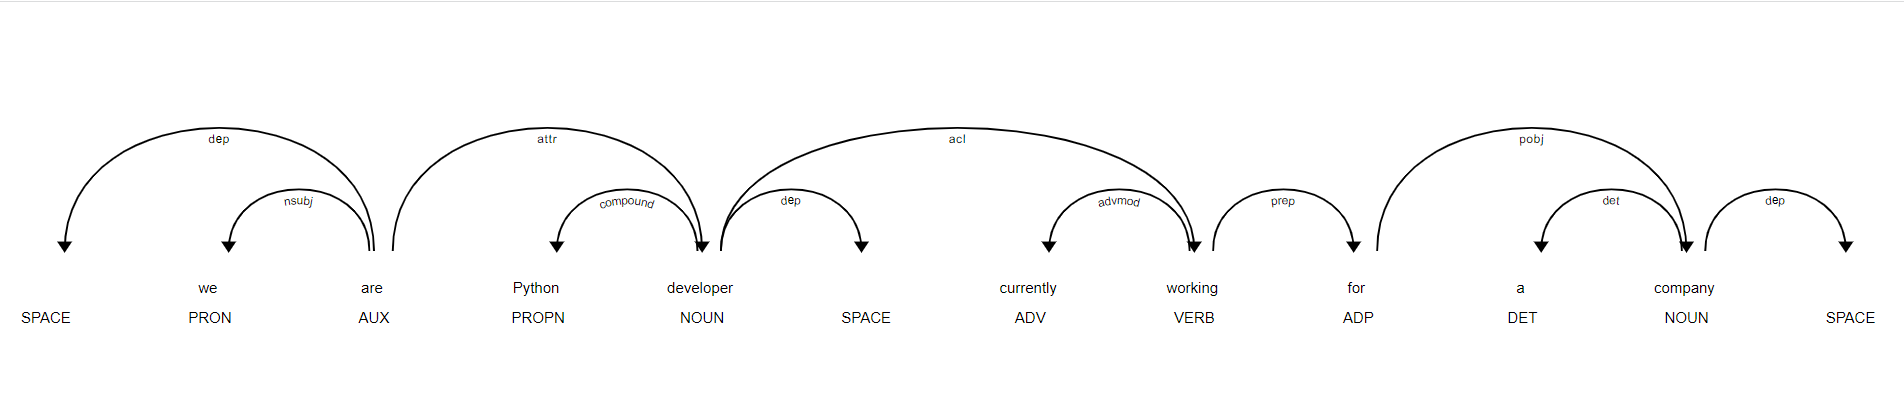 dep attr acl pobj
nsubj compound dep advmod prep det dep
we are Python developer currently working for a company
SPACE PRON AUX PROPN NOUN SPACE ADV VERB ADP DET NOUN SPACE